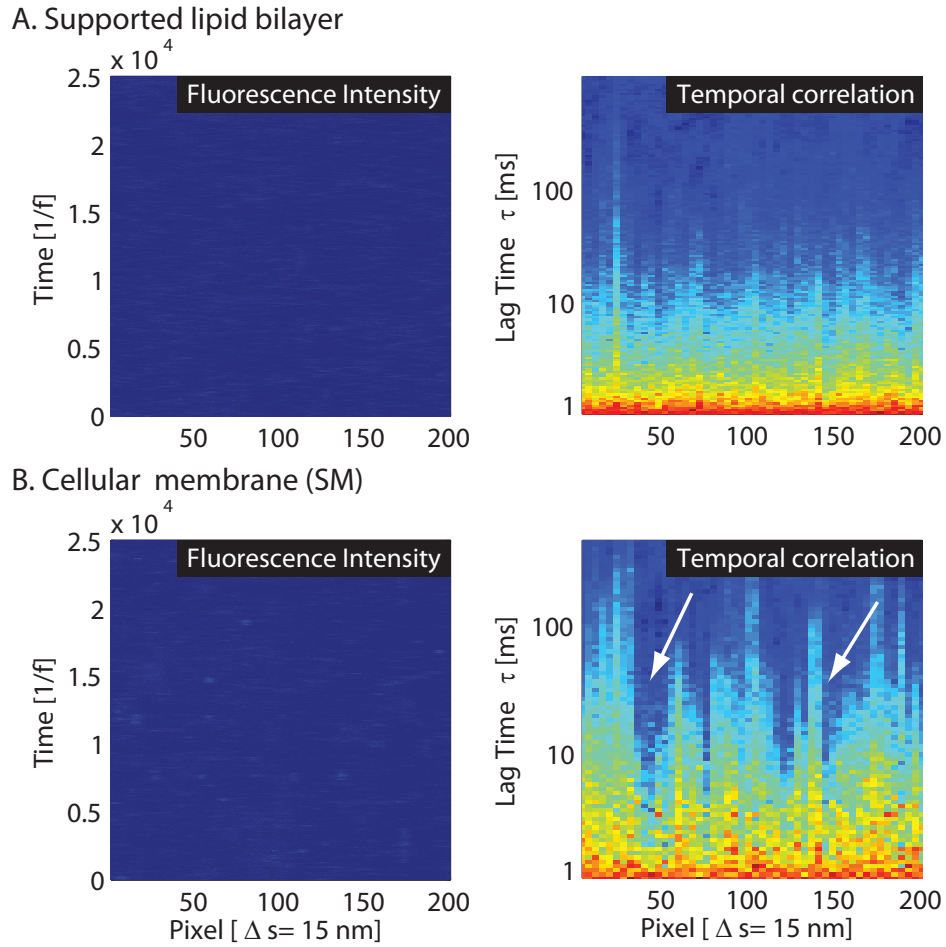 A. Supported lipid bilayer
x 10 4
Fluorescence Intensity
Temporal correlation
2.5
2
1.5
1
0.5
0
Time [1/f]
50 100 150 200
Lag Time τ [ms]
100
10
1
50 100 150 200
B. Cellular membrane (SM)
x 10 4
Fluorescence Intensity
Temporal correlation
2.5
2
1.5
1
0.5
0
Time [1/f]
50 100 150 200
Pixel [ Δ s= 15 nm]
Lag Time τ [ms]
100
10
1
50 100 150 200
Pixel [ Δ s= 15 nm]